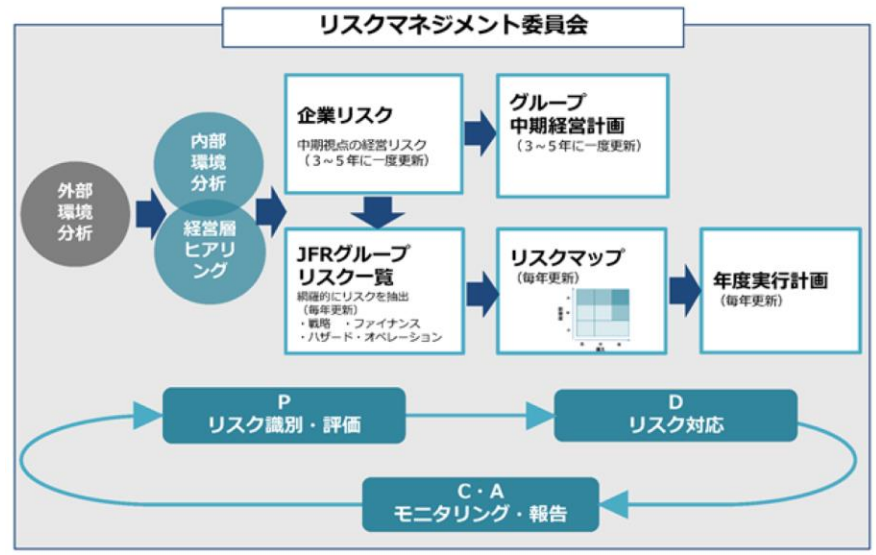 リスクマネジメント委員会
外部
環境
分析
内部
環境
分析
経営層
ヒアリ
ング
企業リスク
中期視点の経営リスク
（３～５年に一度更新）
グループ
中期経営計画
（３～５年に一度更新）
JFRグループ
リスク一覧
網羅的にリスクを抽出
（毎年更新）
・戦略　・ファイナンス
・ハザード・オペレーション
リスクマップ
（毎年更新）
年度実行計画
（毎年更新）
P
リスク識別・評価
D
リスク対応
C・A
モニタリング・報告